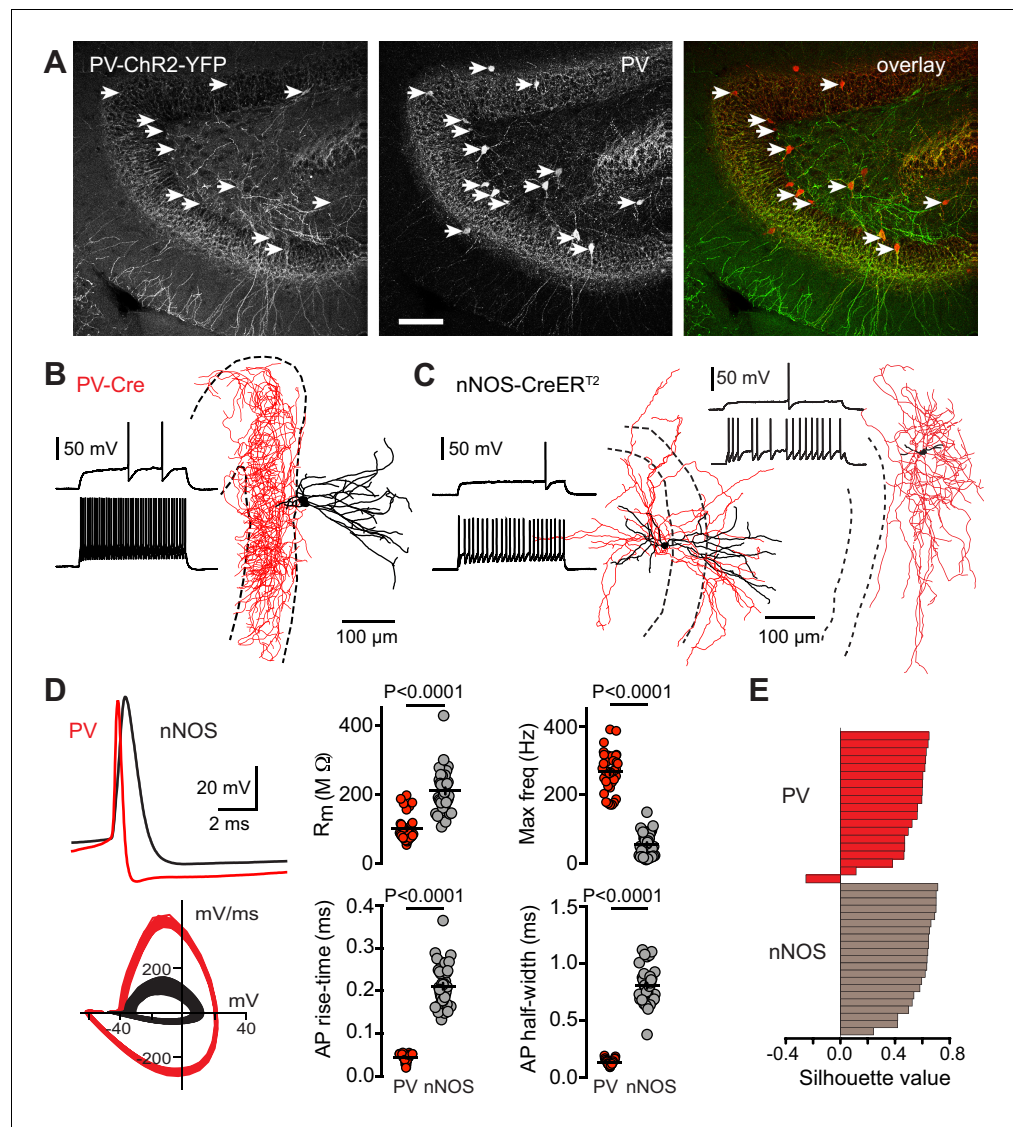 A
PV-ChR2-YFP
PV
overlay
B
PV-Cre
50 mV
100 µm
C
nNOS-CreER^T2
50 mV
50 mV
100 µm
D
PV
nNOS
20 mV
2 ms
mV/ms
200
mV
-40
40
-200
P<0.0001
Rm (M Ω)
400
200
0
P<0.0001
Max freq (Hz)
400
200
0
P<0.0001
AP rise-time (ms)
0.4
0.3
0.2
0.1
0.0
PV nNOS
P<0.0001
AP half-width (ms)
1.5
1.0
0.5
0.0
PV nNOS
E
PV
nNOS
-0.4 0.0 0.4 0.8
Silhouette value